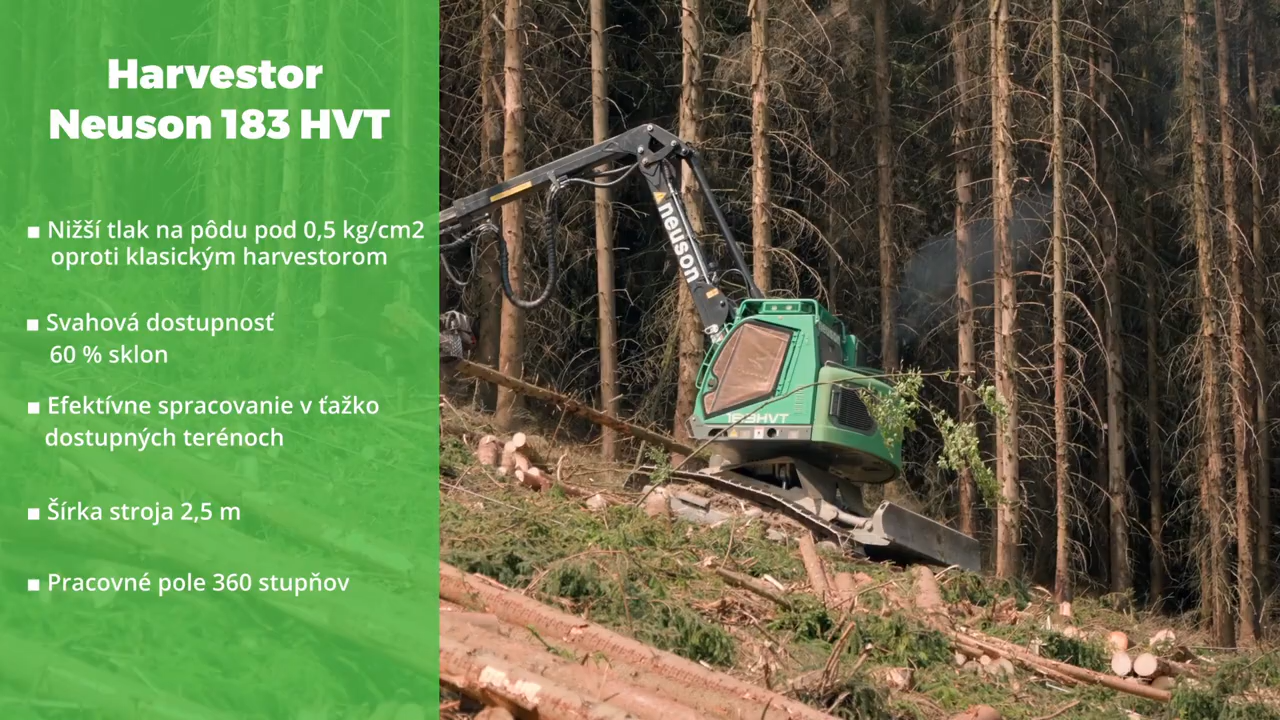 Harvestor
Neuson 183 HVT
▪ Nižší tlak na pôdu pod 0,5 kg/cm2
oproti klasickým harvestorom
▪ Svahová dostupnosť
60 % sklon
▪ Efektívne spracovanie v ťažko
dostupných terénoch
▪ Šírka stroja 2,5 m
▪ Pracovné pole 360 stupňov
neuson
183HVT